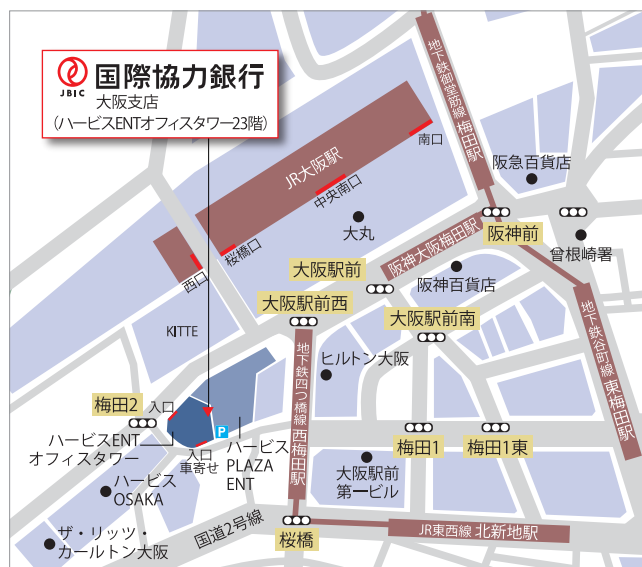 JBIC
国際協力銀行
大阪支店
（ハービスENTオフィスタワー23階）
地下鉄御堂筋線 梅田駅
南口
JR大阪駅
中央南口
阪急百貨店
大丸
桜橋口
西口
阪神大阪梅田駅
阪神前
曾根崎署
大阪駅前
阪神百貨店
大阪駅前西
大阪駅前南
KITTE
地下鉄谷町線 東梅田駅
地下鉄四つ橋線 西梅田駅
ヒルトン大阪
梅田2
入口
P
ハービスENT
オフィスタワー
入口
車寄せ
ハービス
PLAZA
ENT
梅田1
梅田1東
大阪駅前
第一ビル
ハービス
OSAKA
国道2号線
ザ・リッツ・
カールトン大阪
桜橋
JR東西線 北新地駅